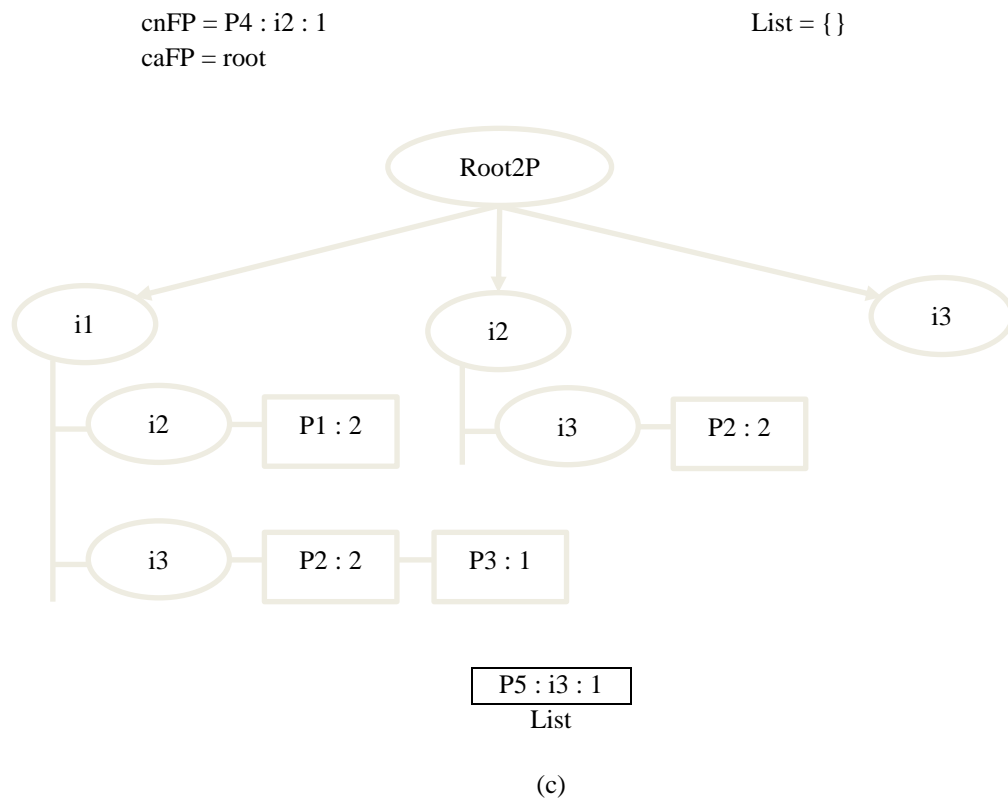 cnFP = P4 : i2 : 1
List = { }
caFP = root
Root2P
i1
i2
i3
i2
P1 : 2
i3
P2 : 2
i3
P2 : 2
P3 : 1
P5 : i3 : 1
List
(c)